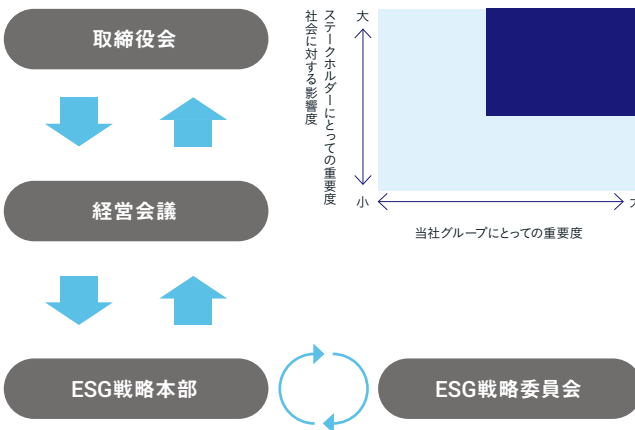 取締役会
経営会議
ESG戦略本部
ESG戦略委員会
ステークホルダーにとっての重要度
社会に対する影響度
大
小
大
当社グループにとっての重要度